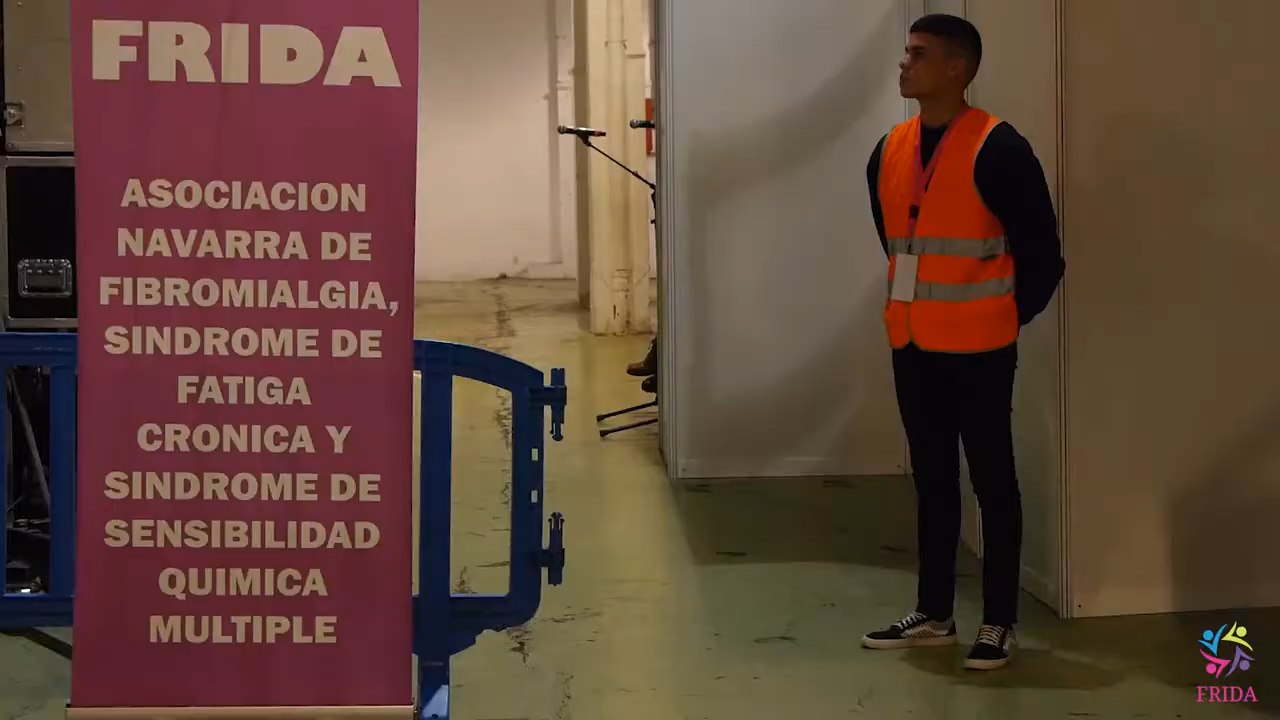 FRIDA
ASOCIACION
NAVARRA DE
FIBROMIALGIA,
SINDROME DE
FATIGA
CRONICA Y
SINDROME DE
SENSIBILIDAD
QUIMICA
MULTIPLE
FRIDA